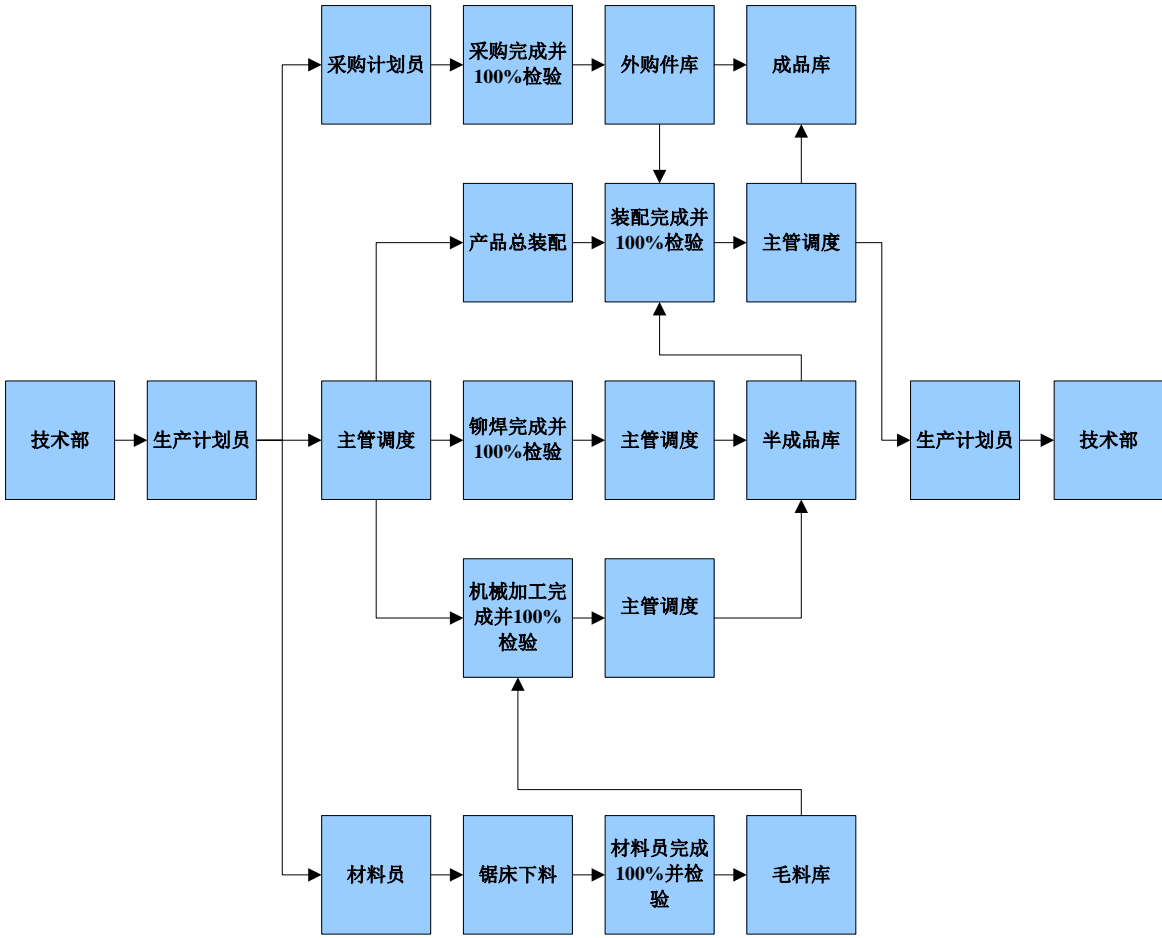 采购计划员
采购完成并
100%检验
外购件库
成品库
产品总装配
装配完成并
100%检验
主管调度
技术部
生产计划员
主管调度
铆焊完成并
100%检验
主管调度
半成品库
生产计划员
技术部
机械加工完
成并100%
检验
主管调度
材料员
锯床下料
材料员完成
100%并检
验
毛料库